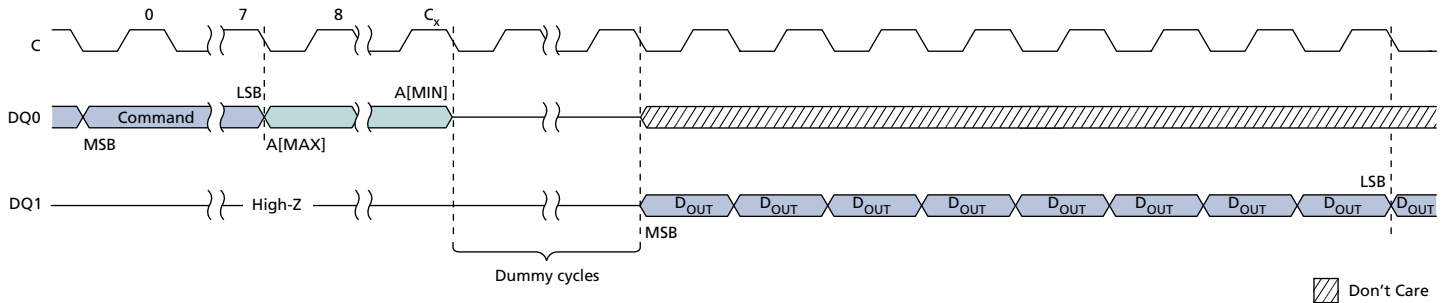 0 7 8 Cx
C
LSB A[MIN]
DQ0 Command
MSB A[MAX]
LSB
DQ1 High-Z DOUT DOUT DOUT DOUT DOUT DOUT DOUT DOUT DOUT
MSB
Dummy cycles
Don't Care